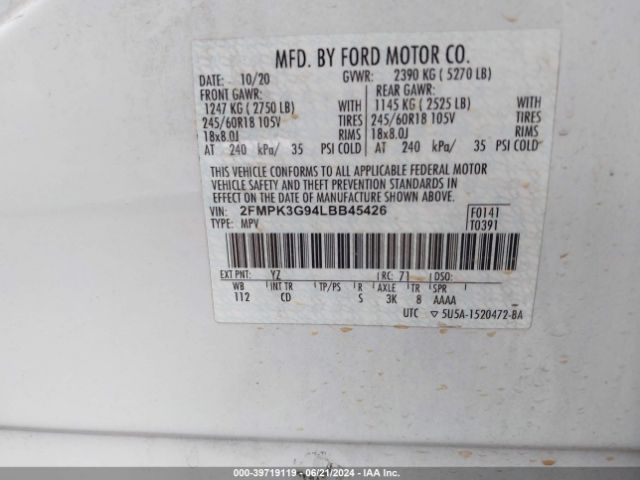 MFD. BY FORD MOTOR CO.
DATE: 10/20 GVWR: 2390 KG ( 5270 LB)
FRONT GAWR: REAR GAWR:
1247 KG ( 2750 LB) WITH 1145 KG ( 2525 LB) WITH
245/60R18 105V TIRES 245/60R18 105V TIRES
18x8.0J RIMS 18x8.0J RIMS
AT 240 kPa/ 35 PSI COLD AT 240 kPa/ 35 PSI COLD
THIS VEHICLE CONFORMS TO ALL APPLICABLE FEDERAL MOTOR
VEHICLE SAFETY AND THEFT PREVENTION STANDARDS IN
EFFECT ON THE DATE OF MANUFACTURE SHOWN ABOVE.
VIN: 2FMPK3G94LBB45426 F0141
TYPE: MPV T0391
EXT PNT: YZ RC: 71 DSO:
WB INT TR TP/PS R AXLE TR SPR
112 CD S 3K 8 AAAA
UTC ▽ 5U5A-1520472-BA
000-39719119 - 06/21/2024 - IAAI.COM